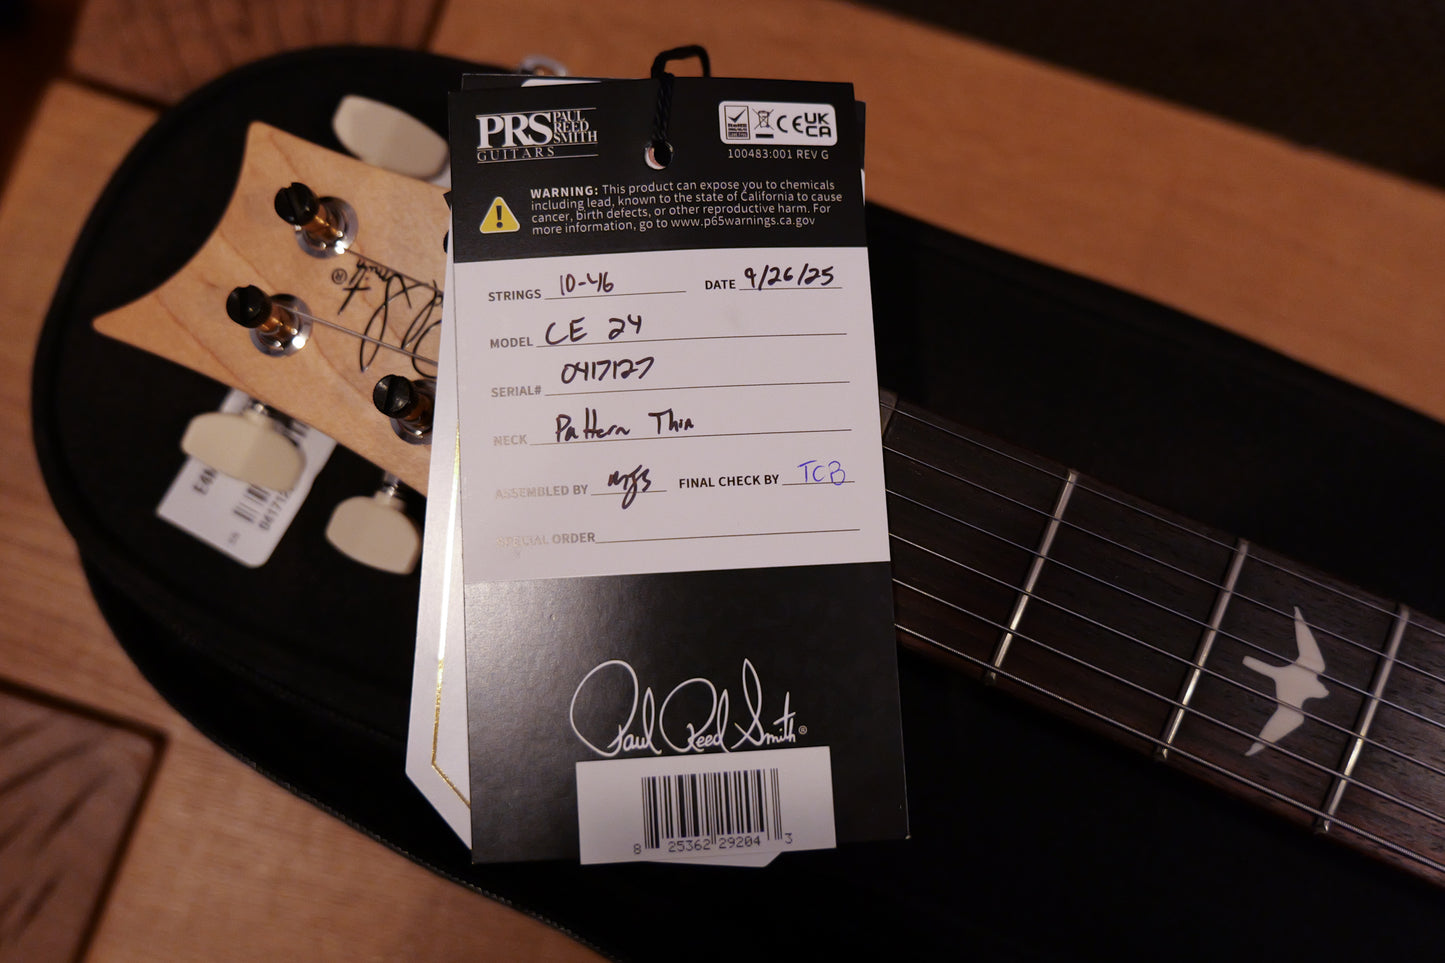 PRS PAUL
REED
SMITH
GUITARS
RoHS
CE UK
CA
100483:001 REV G
WARNING: This product can expose you to chemicals
including lead, known to the state of California to cause
cancer, birth defects, or other reproductive harm. For
more information, go to www.p65warnings.ca.gov
STRINGS 10-46 DATE 9/26/25
MODEL CE 24
SERIAL# 0417127
NECK Pattern Thin
ASSEMBLED BY FINAL CHECK BY TCB
SPECIAL ORDER
Paul Reed Smith®
8 25362 29204 3
®